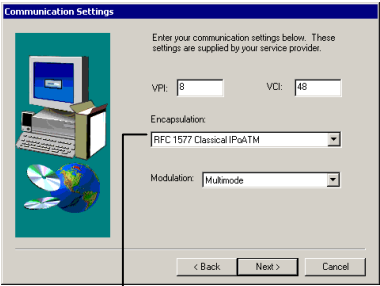 Communication Settings
Enter your communication settings below. These
settings are supplied by your service provider.
VPI: 8 VCI: 48
Encapsulation:
RFC 1577 Classical IPoATM
Modulation: Multimode
< Back Next > Cancel